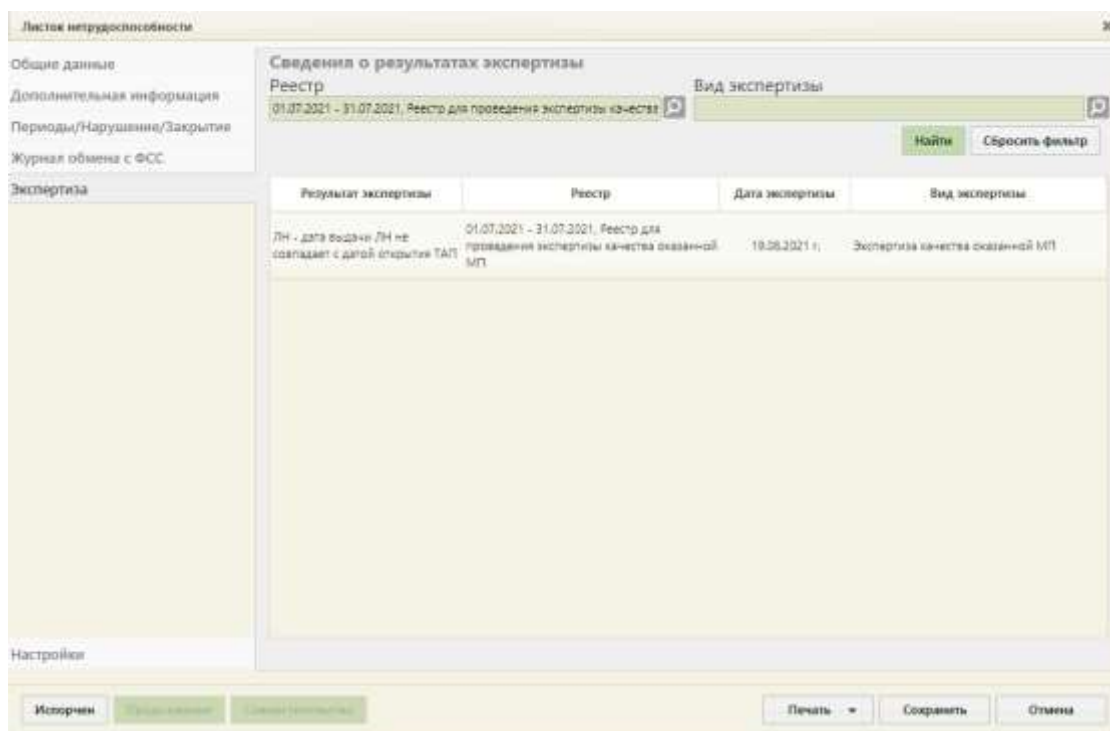 Листок нетрудоспособности
Общие данные
Дополнительная информация
Периоды/Нарушение/Закрытие
Журнал обмена с ФСС
Экспертиза
Настройки
Сведения о результатах экспертизы
Реестр
Вид экспертизы
01.07.2021 - 31.07.2021, Реестр для проведения экспертизы качества
Найти
Сбросить фильтр
Результат экспертизы
Реестр
Дата экспертизы
Вид экспертизы
ЛН - дата выдачи ЛН не
совпадает с датой открытия ТАП
01.07.2021 - 31.07.2021, Реестр для
проведения экспертизы качества оказанной
МП
19.08.2021 г.
Экспертиза качества оказанной МП
Испорчен
Печать
Сохранить
Отмена